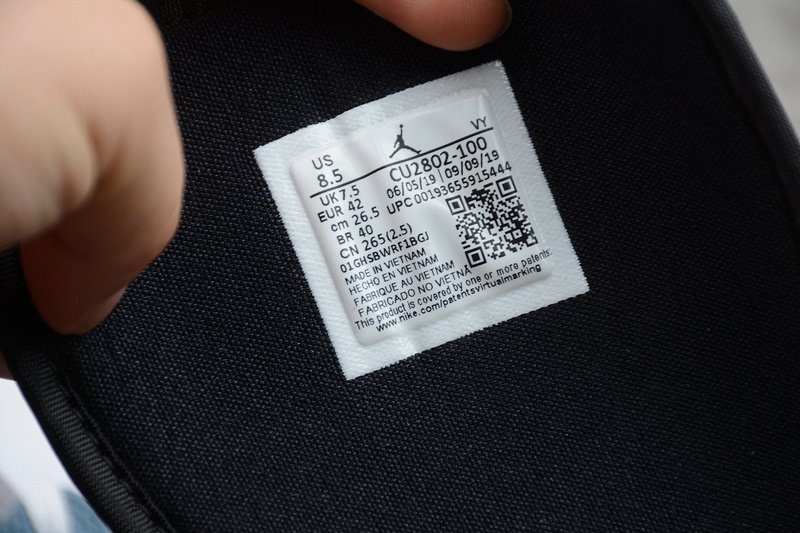 US
8.5
VY
CU2802-100
UK 7.5
06/05/19 | 09/09/19
EUR 42
UPC 00193655915444
cm 26.5
BR 40
CN 265(2.5)
01GHSBWRF1BGJ
MADE IN VIETNAM
HECHO EN VIETNAM
FABRIQUE AU VIETNAM
FABRICADO NO VIETNA
This product is covered by one or more patents.
www.nike.com/patentsvirtualmarking